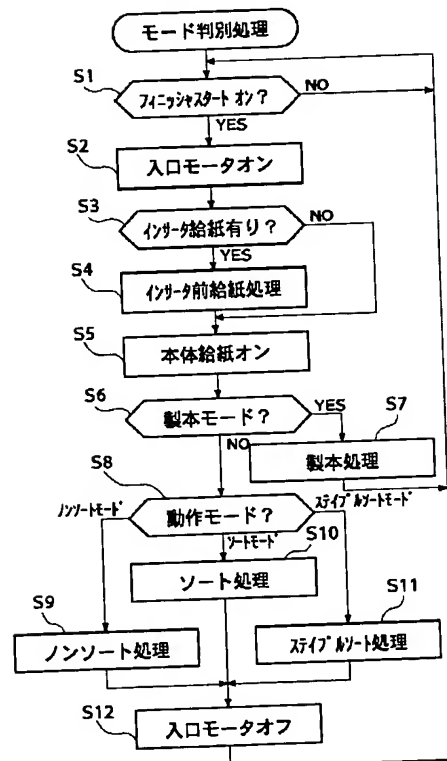 モード判別処理
S1
フィニッシャスタート オン?
NO
YES
S2
入口モータオン
S3
インサータ給紙有り?
NO
YES
S4
インサータ前給紙処理
S5
本体給紙オン
S6
製本モード?
YES
S7
NO
製本処理
S8
ノンソートモード
動作モード?
ステイプルソートモード
ソートモード
S10
ソート処理
S9
ノンソート処理
S11
ステイプルソート処理
S12
入口モータオフ